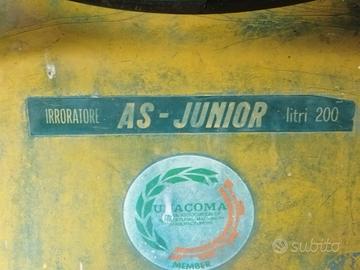 IRRORATORE AS-JUNIOR litri 200
UNACOMA
MEMBER
subito